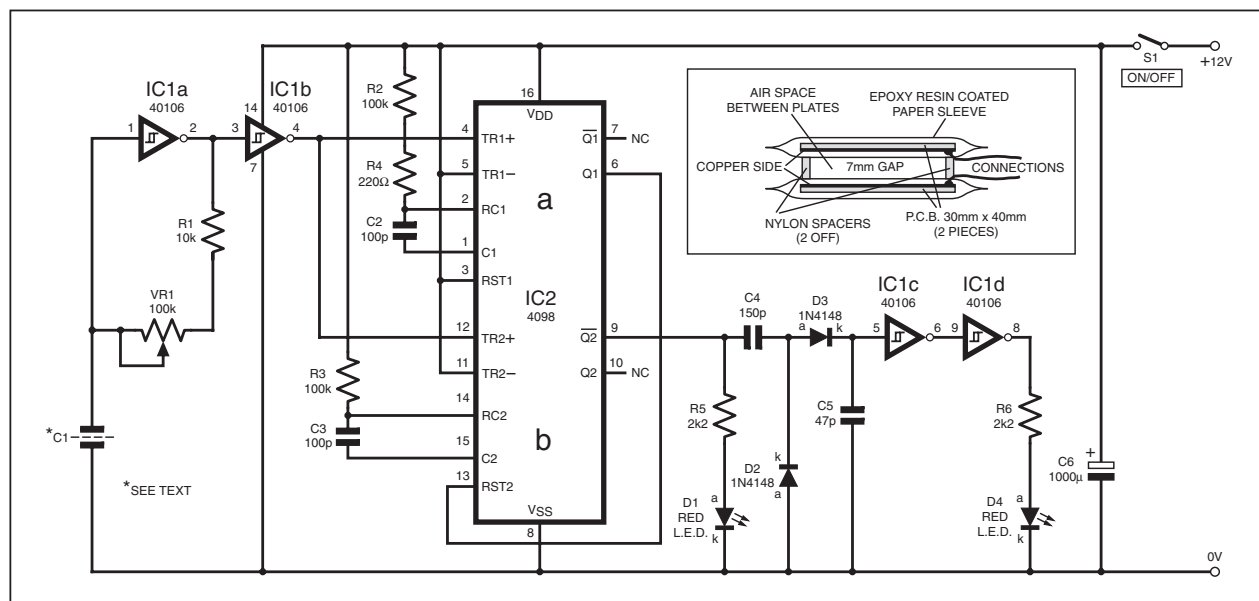 IC1a
40106
1
2
IC1b
40106
14
3
4
7
R1
10k
VR1
100k
*C1
*SEE TEXT
R2
100k
R4
220Ω
C2
100p
R3
100k
C3
100p
16
VDD
4
TR1+
5
TR1−
2
RC1
1
C1
3
RST1
12
TR2+
11
TR2−
14
RC2
15
C2
13
RST2
a
IC2
4098
b
VSS
8
Q1
7
NC
6
Q1
9
Q2
10
NC
Q2
AIR SPACE
BETWEEN PLATES
EPOXY RESIN COATED
PAPER SLEEVE
COPPER SIDE
7mm GAP
CONNECTIONS
NYLON SPACERS
(2 OFF)
P.C.B. 30mm x 40mm
(2 PIECES)
S1
ON/OFF
+12V
C4
150p
D3
1N4148
a
k
IC1c
40106
5
6
IC1d
40106
9
8
R5
2k2
D2
1N4148
k
a
C5
47p
R6
2k2
D1
RED
L.E.D.
a
k
D4
RED
L.E.D.
a
k
C6
1000μ
+
0V